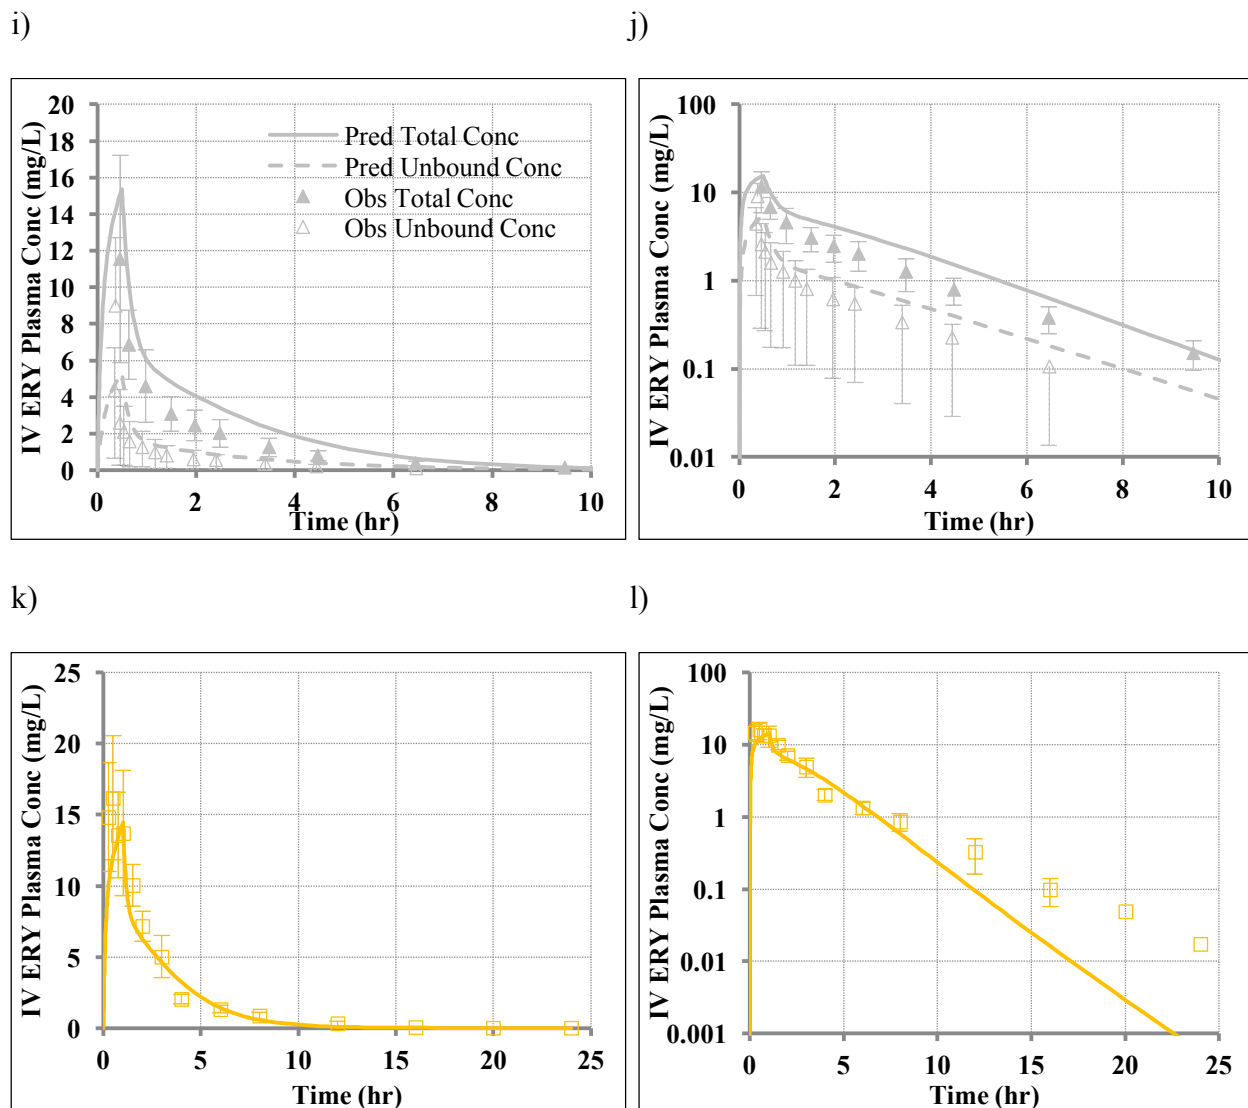 i)
j)
IV ERY Plasma Conc (mg/L)
20
18
16
14
12
10
8
6
4
2
0
Pred Total Conc
Pred Unbound Conc
Obs Total Conc
Obs Unbound Conc
0 2 4 6 8 10
Time (hr)
IV ERY Plasma Conc (mg/L)
100
10
1
0.1
0.01
0 2 4 6 8 10
Time (hr)
k)
l)
IV ERY Plasma Conc (mg/L)
25
20
15
10
5
0
0 5 10 15 20 25
Time (hr)
IV ERY Plasma Conc (mg/L)
100
10
1
0.1
0.01
0.001
0 5 10 15 20 25
Time (hr)